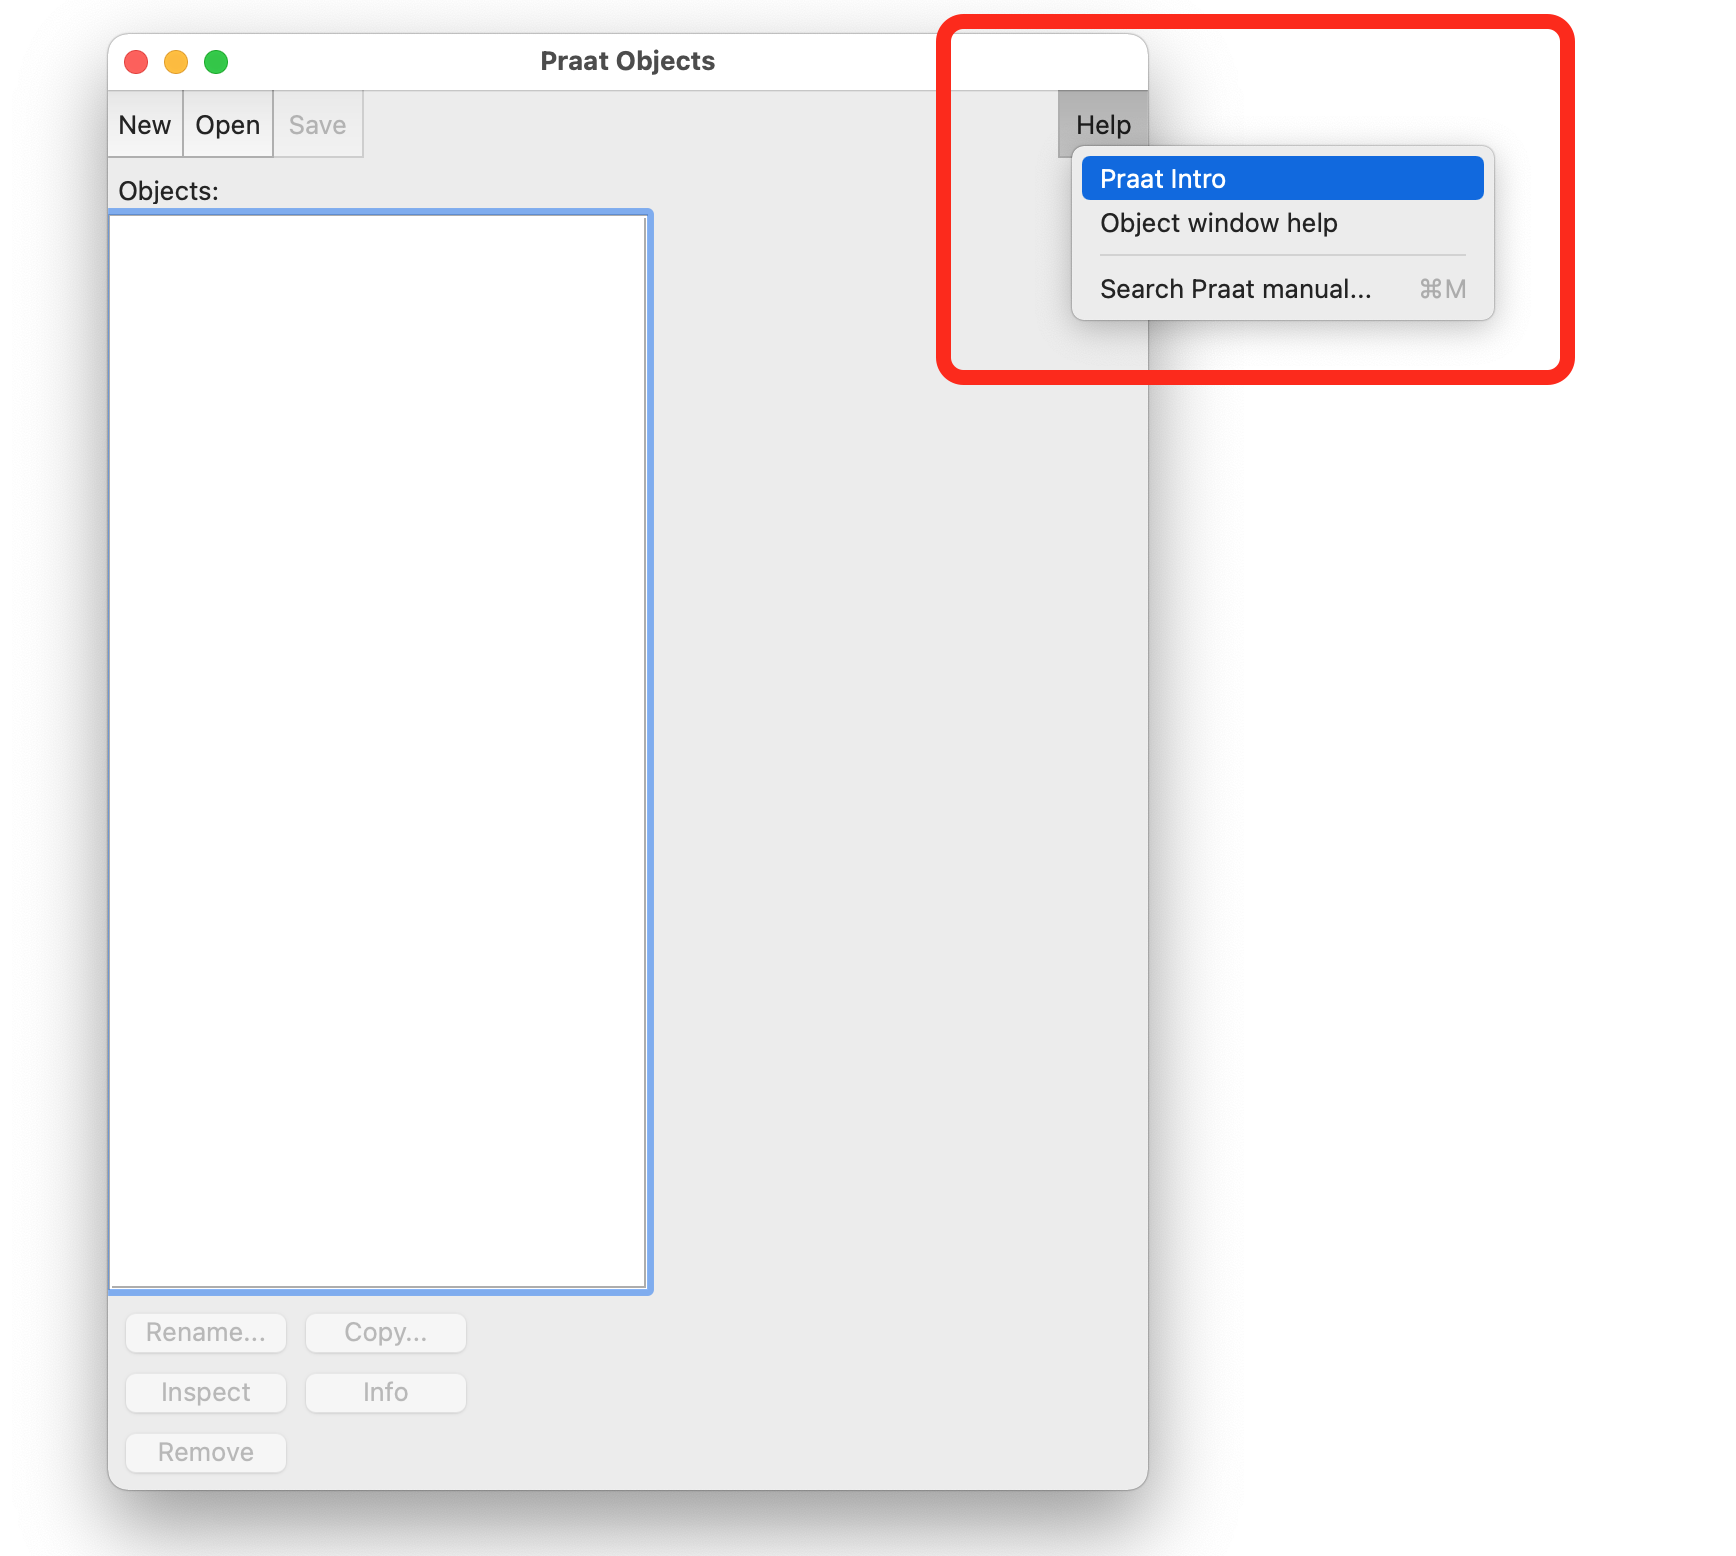 Praat Objects
New Open Save Help
Praat Intro
Objects:
Object window help
Search Praat manual... ⌘M
Rename... Copy...
Inspect Info
Remove